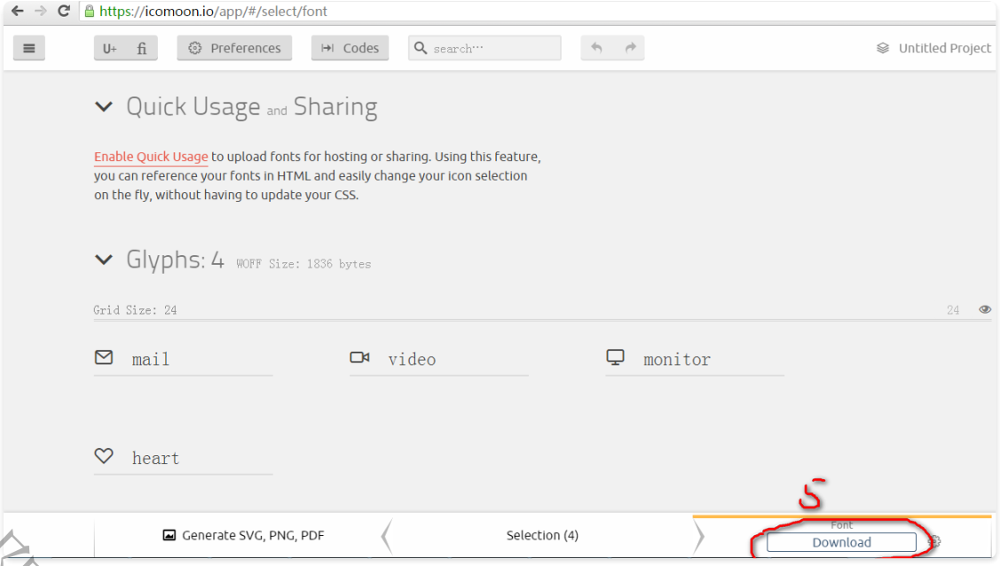 https://icomoon.io/app/#/select/font
U+ fi Preferences Codes search... Untitled Project
Quick Usage and Sharing
Enable Quick Usage to upload fonts for hosting or sharing. Using this feature,
you can reference your fonts in HTML and easily change your icon selection
on the fly, without having to update your CSS.
Glyphs: 4 WOFF Size: 1836 bytes
Grid Size: 24 24
mail video monitor
heart
5
Font
Generate SVG, PNG, PDF Selection (4) Download